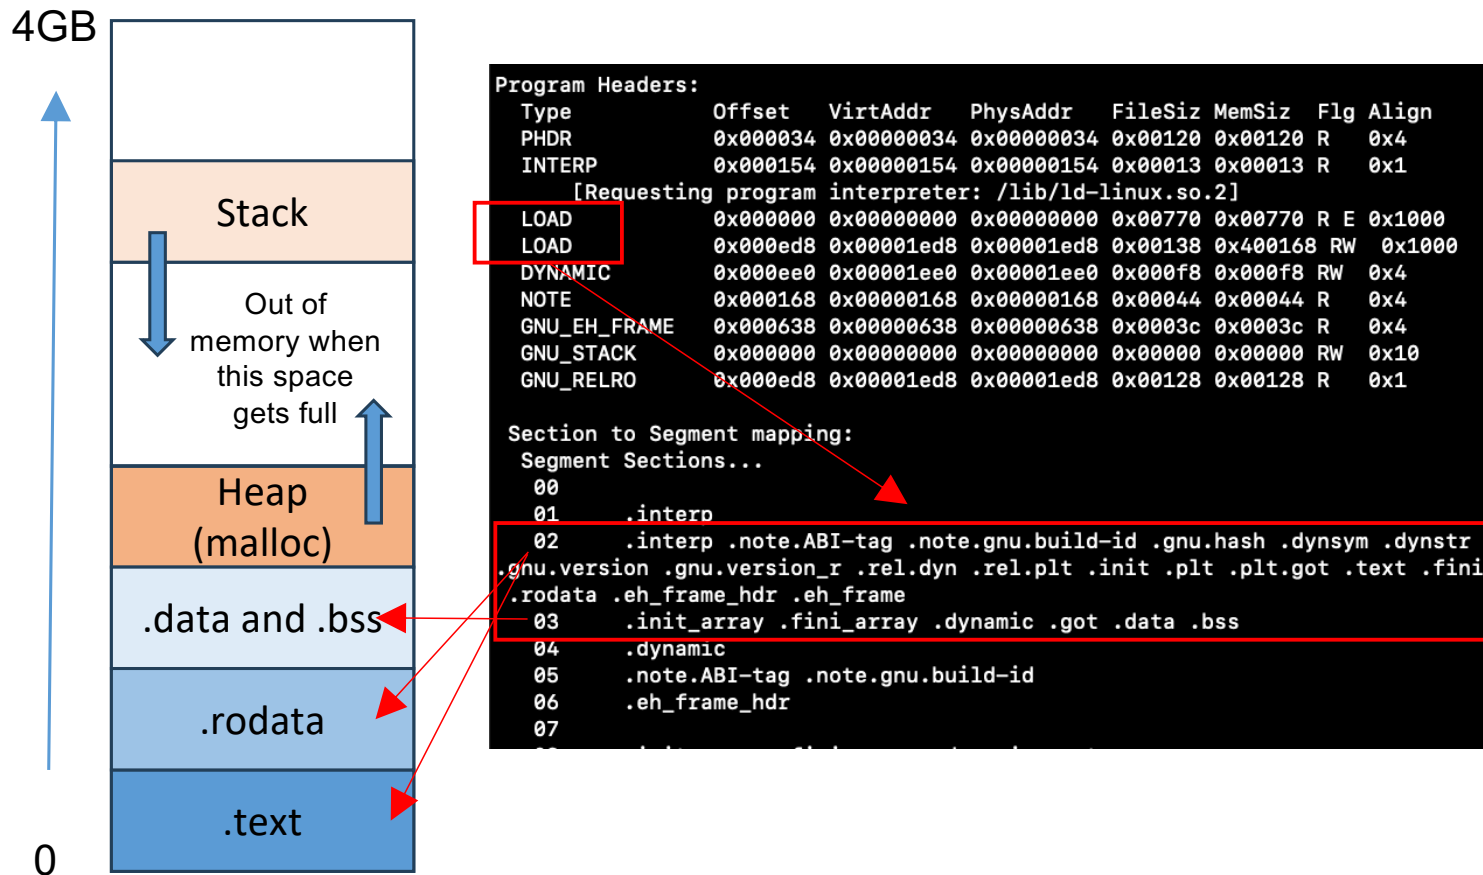 4GB
Stack
Out of
memory when
this space
gets full
Heap
(malloc)
.data and .bss
.rodata
.text
0
Program Headers:
Type Offset VirtAddr PhysAddr FileSiz MemSiz Flg Align
PHDR 0x000034 0x00000034 0x00000034 0x00120 0x00120 R 0x4
INTERP 0x000154 0x00000154 0x00000154 0x00013 0x00013 R 0x1
[Requesting program interpreter: /lib/ld-linux.so.2]
LOAD 0x000000 0x00000000 0x00000000 0x00770 0x00770 R E 0x1000
LOAD 0x000ed8 0x00001ed8 0x00001ed8 0x00138 0x400168 RW 0x1000
DYNAMIC 0x000ee0 0x00001ee0 0x00001ee0 0x000f8 0x000f8 RW 0x4
NOTE 0x000168 0x00000168 0x00000168 0x00044 0x00044 R 0x4
GNU_EH_FRAME 0x000638 0x00000638 0x00000638 0x0003c 0x0003c R 0x4
GNU_STACK 0x000000 0x00000000 0x00000000 0x00000 0x00000 RW 0x10
GNU_RELRO 0x000ed8 0x00001ed8 0x00001ed8 0x00128 0x00128 R 0x1
Section to Segment mapping:
Segment Sections...
00
01 .interp
02 .interp .note.ABI-tag .note.gnu.build-id .gnu.hash .dynsym .dynstr
.gnu.version .gnu.version_r .rel.dyn .rel.plt .init .plt .plt.got .text .fini
.rodata .eh_frame_hdr .eh_frame
03 .init_array .fini_array .dynamic .got .data .bss
04 .dynamic
05 .note.ABI-tag .note.gnu.build-id
06 .eh_frame_hdr
07